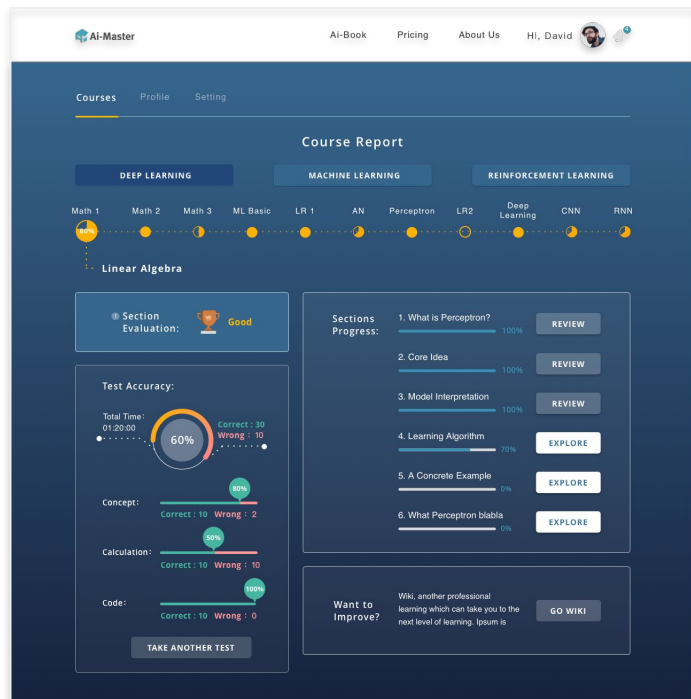 Ai-Master
Ai-Book Pricing About Us Hi, David 4
Courses Profile Setting
Course Report
DEEP LEARNING MACHINE LEARNING REINFORCEMENT LEARNING
Math 1 Math 2 Math 3 ML Basic LR 1 AN Perceptron LR2 Deep Learning CNN RNN
80%
Linear Algebra
Section
Evaluation:
Good
Test Accuracy:
Total Time:
01:20:00
60%
Correct : 30
Wrong : 10
80%
Concept:
Correct : 10 Wrong : 2
50%
Calculation:
Correct : 10 Wrong : 10
100%
Code:
Correct : 10 Wrong : 0
TAKE ANOTHER TEST
Sections
Progress:
1. What is Perceptron?
100%
REVIEW
2. Core Idea
100%
REVIEW
3. Model Interpretation
100%
REVIEW
4. Learning Algorithm
70%
EXPLORE
5. A Concrete Example
0%
EXPLORE
6. What Perceptron blabla
0%
EXPLORE
Want to
Improve?
Wiki, another professional
learning which can take you to the
next level of learning. Ipsum is
GO WIKI